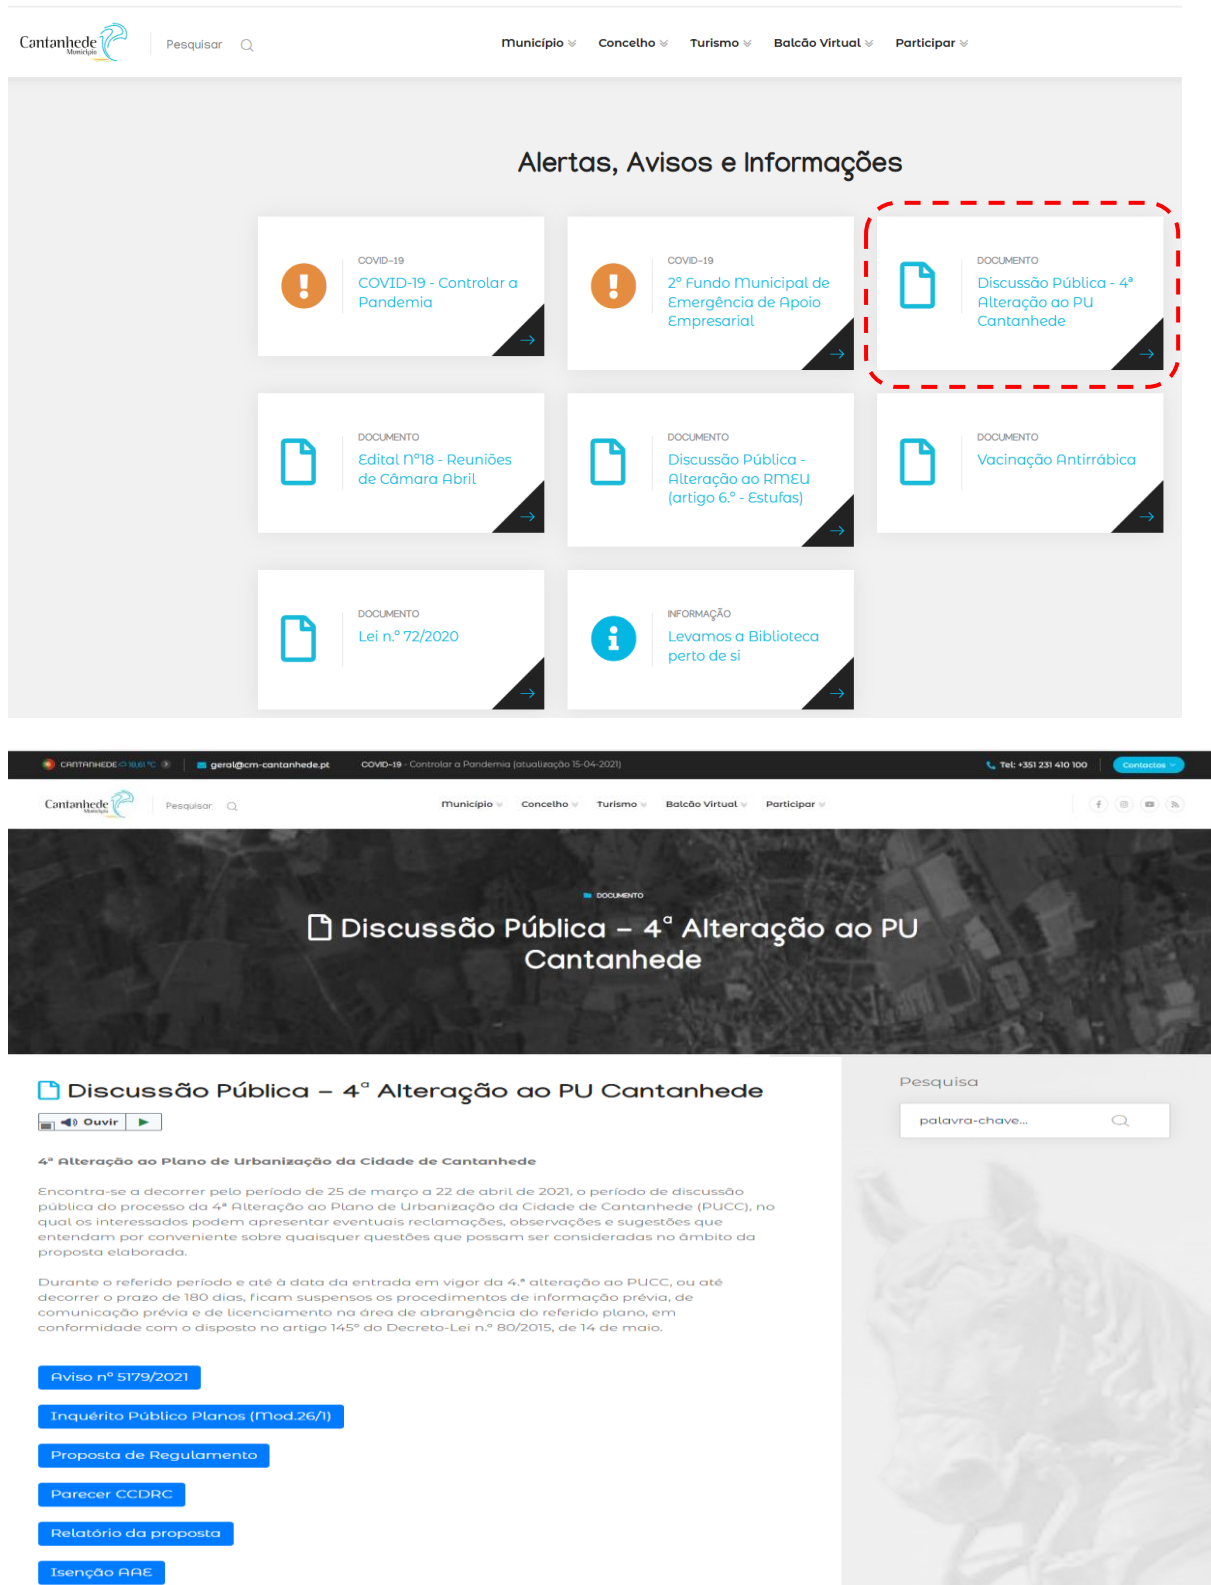 Cantanhede
Município
Pesquisar
Município
Concelho
Turismo
Balcão Virtual
Participar
Alertas, Avisos e Informações
COVID-19
COVID-19 - Controlar a
Pandemia
COVID-19
2º Fundo Municipal de
Emergência de Apoio
Empresarial
DOCUMENTO
Discussão Pública - 4ª
Alteração ao PU
Cantanhede
DOCUMENTO
Edital Nº18 - Reuniões
de Câmara Abril
DOCUMENTO
Discussão Pública -
Alteração ao RMEU
(artigo 6.º - Estufas)
DOCUMENTO
Vacinação Antirrábica
DOCUMENTO
Lei n.º 72/2020
INFORMAÇÃO
Levamos a Biblioteca
perto de si
CANTANHEDE 18,61 ºC
geral@cm-cantanhede.pt
COVID-19 - Controlar a Pandemia (atualização 15-04-2021)
Tel: +351 231 410 100
Contactos
Cantanhede
Município
Pesquisar
Município
Concelho
Turismo
Balcão Virtual
Participar
DOCUMENTO
Discussão Pública – 4ª Alteração ao PU
Cantanhede
Discussão Pública – 4ª Alteração ao PU Cantanhede
Ouvir
4ª Alteração ao Plano de Urbanização da Cidade de Cantanhede
Encontra-se a decorrer pelo período de 25 de março a 22 de abril de 2021, o período de discussão
pública do processo da 4ª Alteração ao Plano de Urbanização da Cidade de Cantanhede (PUCC), no
qual os interessados podem apresentar eventuais reclamações, observações e sugestões que
entendam por conveniente sobre quaisquer questões que possam ser consideradas no âmbito da
proposta elaborada.
Durante o referido período e até à data da entrada em vigor da 4.ª alteração ao PUCC, ou até
decorrer o prazo de 180 dias, ficam suspensos os procedimentos de informação prévia, de
comunicação prévia e de licenciamento na área de abrangência do referido plano, em
conformidade com o disposto no artigo 145º do Decreto-Lei n.º 80/2015, de 14 de maio.
Aviso nº 5179/2021
Inquérito Público Planos (Mod.26/1)
Proposta de Regulamento
Parecer CCDRC
Relatório da proposta
Isenção AAE
Pesquisa
palavra-chave...